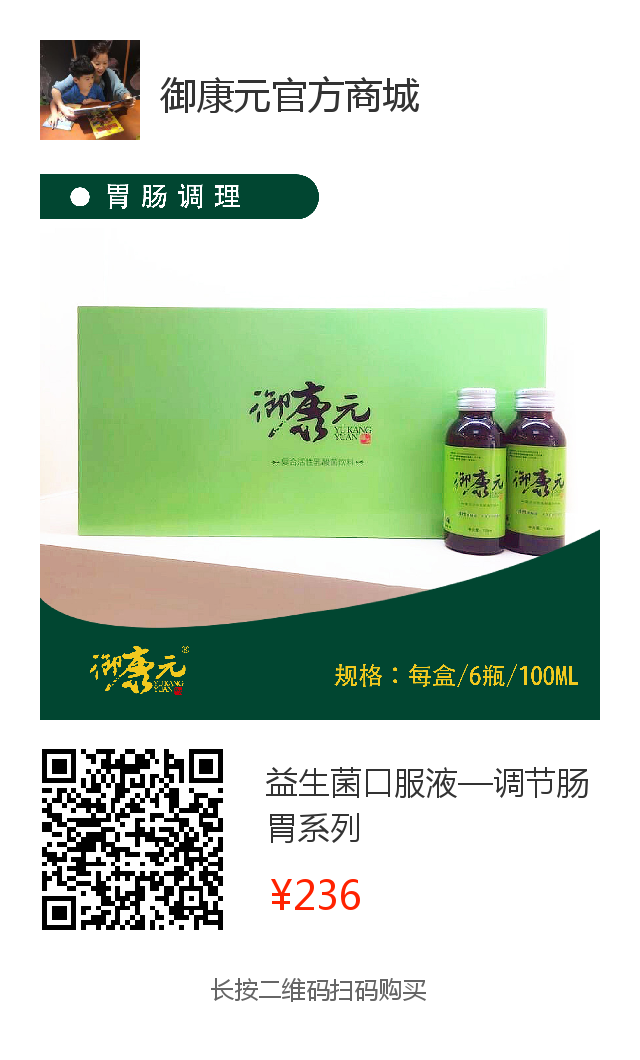 御康元官方商城
胃肠调理
御康元
YU KANG
YUAN
复合活性乳酸菌饮料
御康元
御康元
御康元®
YU KANG
YUAN
规格：每盒/6瓶/100ML
益生菌口服液—调节肠
胃系列
¥236
长按二维码扫码购买